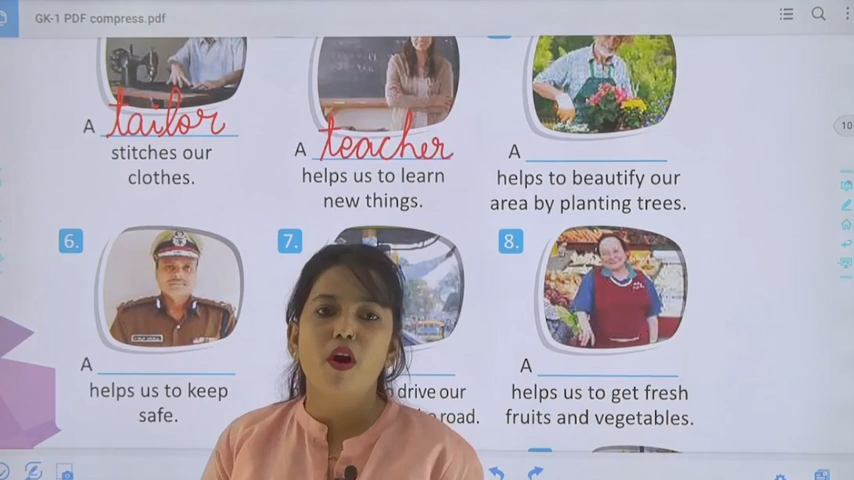 GK-1 PDF compress.pdf
A tailor
stitches our
clothes.
A teacher
helps us to learn
new things.
A
helps to beautify our
area by planting trees.
10
6.
A
helps us to keep
safe.
7.
drive our
road.
8.
A
helps us to get fresh
fruits and vegetables.